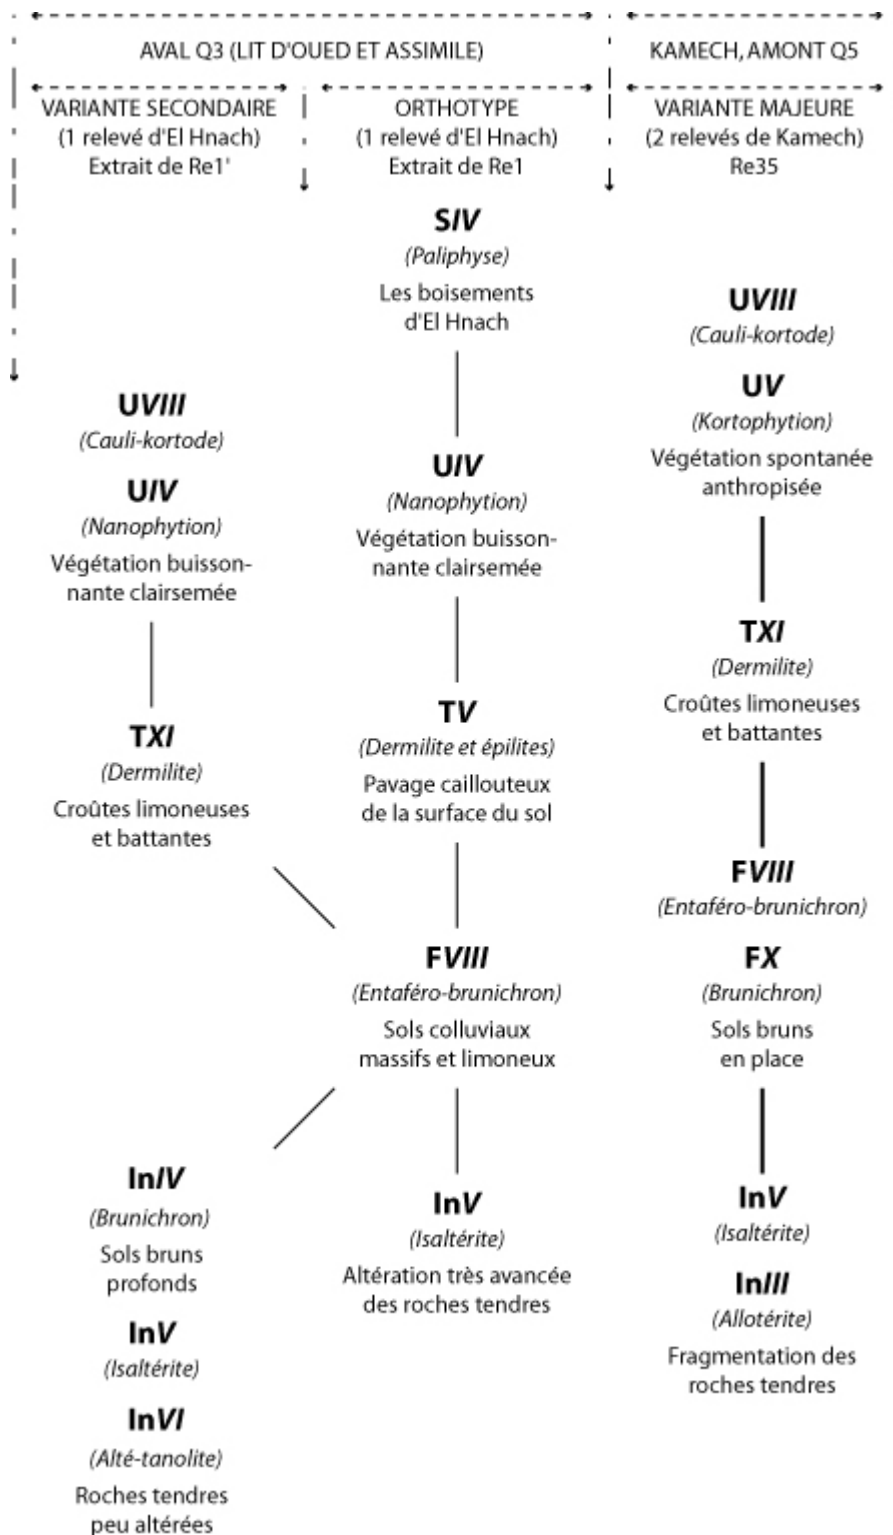 AVAL Q3 (LIT D'OUED ET ASSIMILE)
KAMECH, AMONT Q5
VARIANTE SECONDAIRE
(1 relevé d'El Hnach)
Extrait de Re1'
ORTHOTYPE
(1 relevé d'El Hnach)
Extrait de Re1
VARIANTE MAJEURE
(2 relevés de Kamech)
Re35
UVIII
(Cauli-kortode)
UIV
(Nanophytion)
Végétation buisson-
nante clairsemée
TXI
(Dermilite)
Croûtes limoneuses
et battantes
InIV
(Brunichron)
Sols bruns
profonds
InV
(Isaltérite)
InVI
(Alté-tanolite)
Roches tendres
peu altérées
SIV
(Paliphyse)
Les boisements
d'El Hnach
UIV
(Nanophytion)
Végétation buisson-
nante clairsemée
TV
(Dermilite et épilites)
Pavage caillouteux
de la surface du sol
FVIII
(Entaféro-brunichron)
Sols colluviaux
massifs et limoneux
InV
(Isaltérite)
Altération très avancée
des roches tendres
UVIII
(Cauli-kortode)
UV
(Kortophytion)
Végétation spontanée
anthropisée
TXI
(Dermilite)
Croûtes limoneuses
et battantes
FVIII
(Entaféro-brunichron)
FX
(Brunichron)
Sols bruns
en place
InV
(Isaltérite)
InIII
(Allotérite)
Fragmentation des
roches tendres